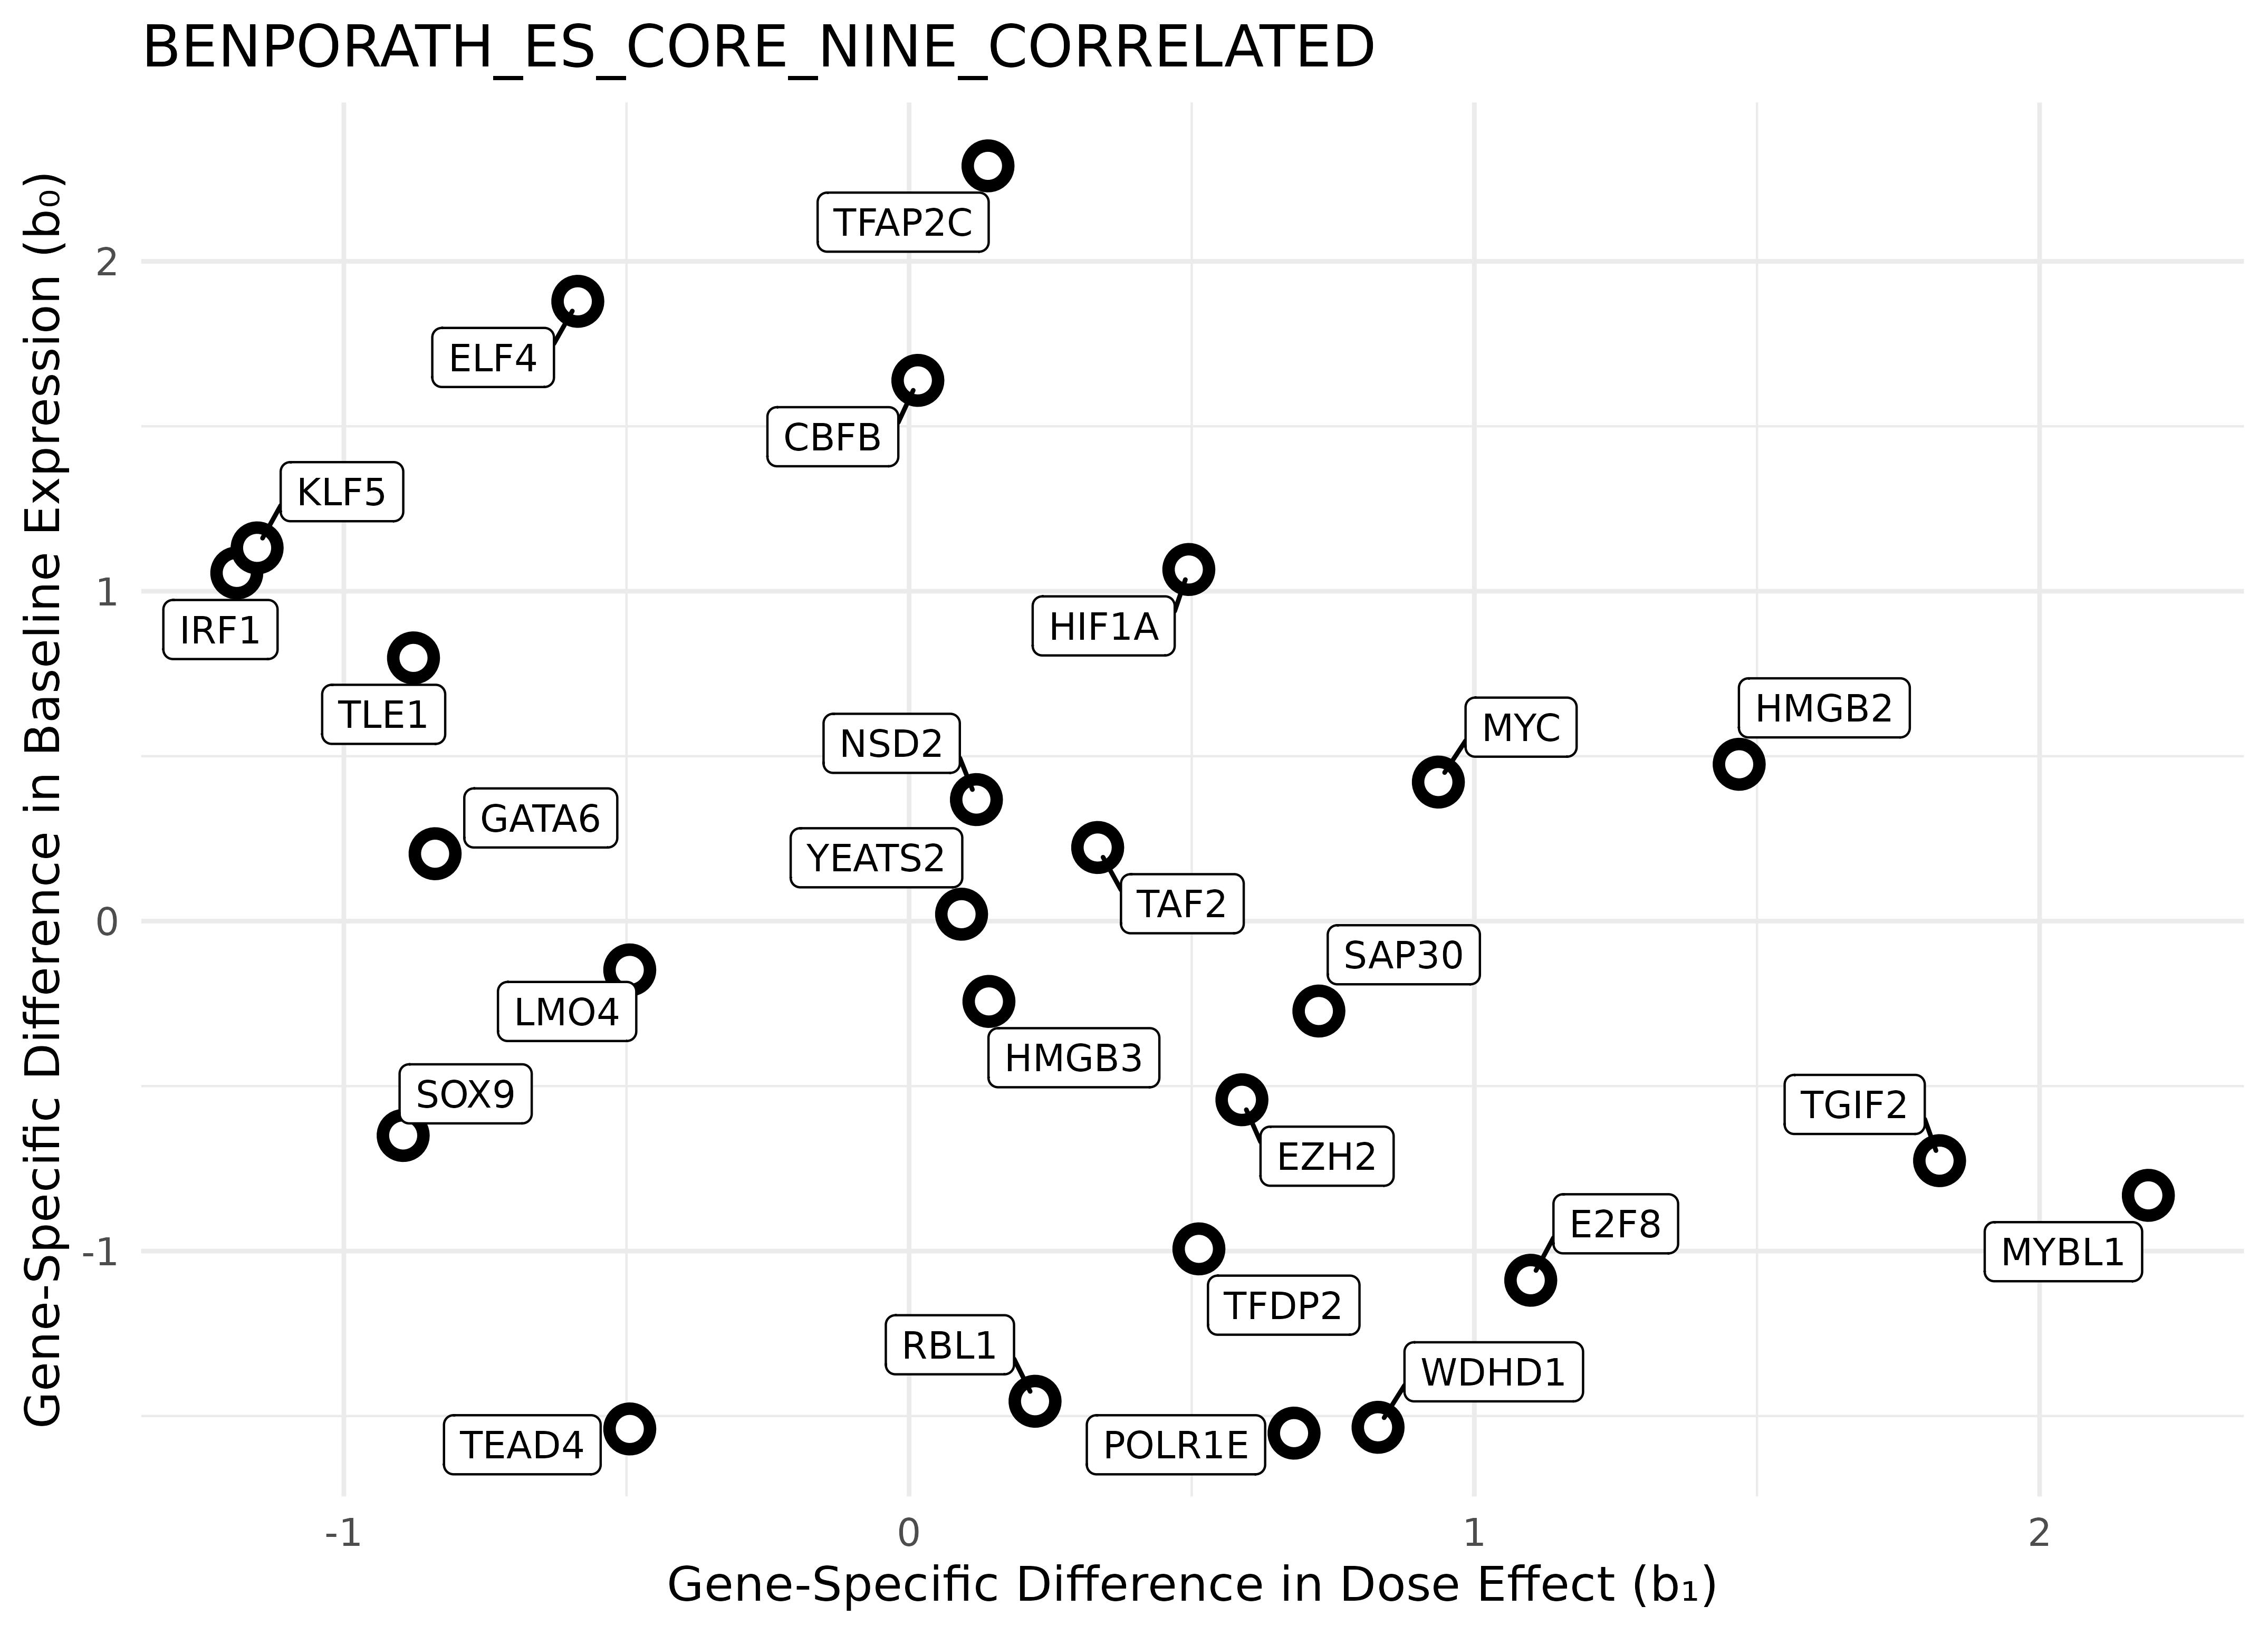 BENPORATH_ES_CORE_NINE_CORRELATED
Gene-Specific Difference in Baseline Expression (b₀)
2
1
0
-1
TFAP2C
ELF4
CBFB
KLF5
IRF1
HIF1A
TLE1
HMGB2
MYC
NSD2
GATA6
YEATS2
TAF2
SAP30
LMO4
HMGB3
SOX9
TGIF2
EZH2
E2F8
MYBL1
TFDP2
RBL1
WDHD1
TEAD4
POLR1E
-1
0
1
2
Gene-Specific Difference in Dose Effect (b₁)